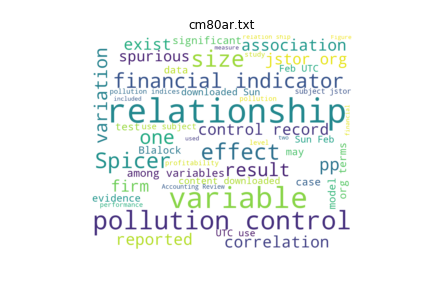 cm80ar.txt
relation ship
figure
exist
significant
association
measure
spurious
size
study
jstor org
variation
data
Feb UTC
financial indicator
pollution indices
downloaded Sun
subject jstor
included
pollution
relationship
test
use subject
control record
one
level
two
Sun Feb
Blalock
effect
used
may
Spicer
among variables
result
pp
profitability
firm
content downloaded
case
model
org terms
evidence
Accounting Review
variable
performance
pollution control
reported
UTC use
correlation